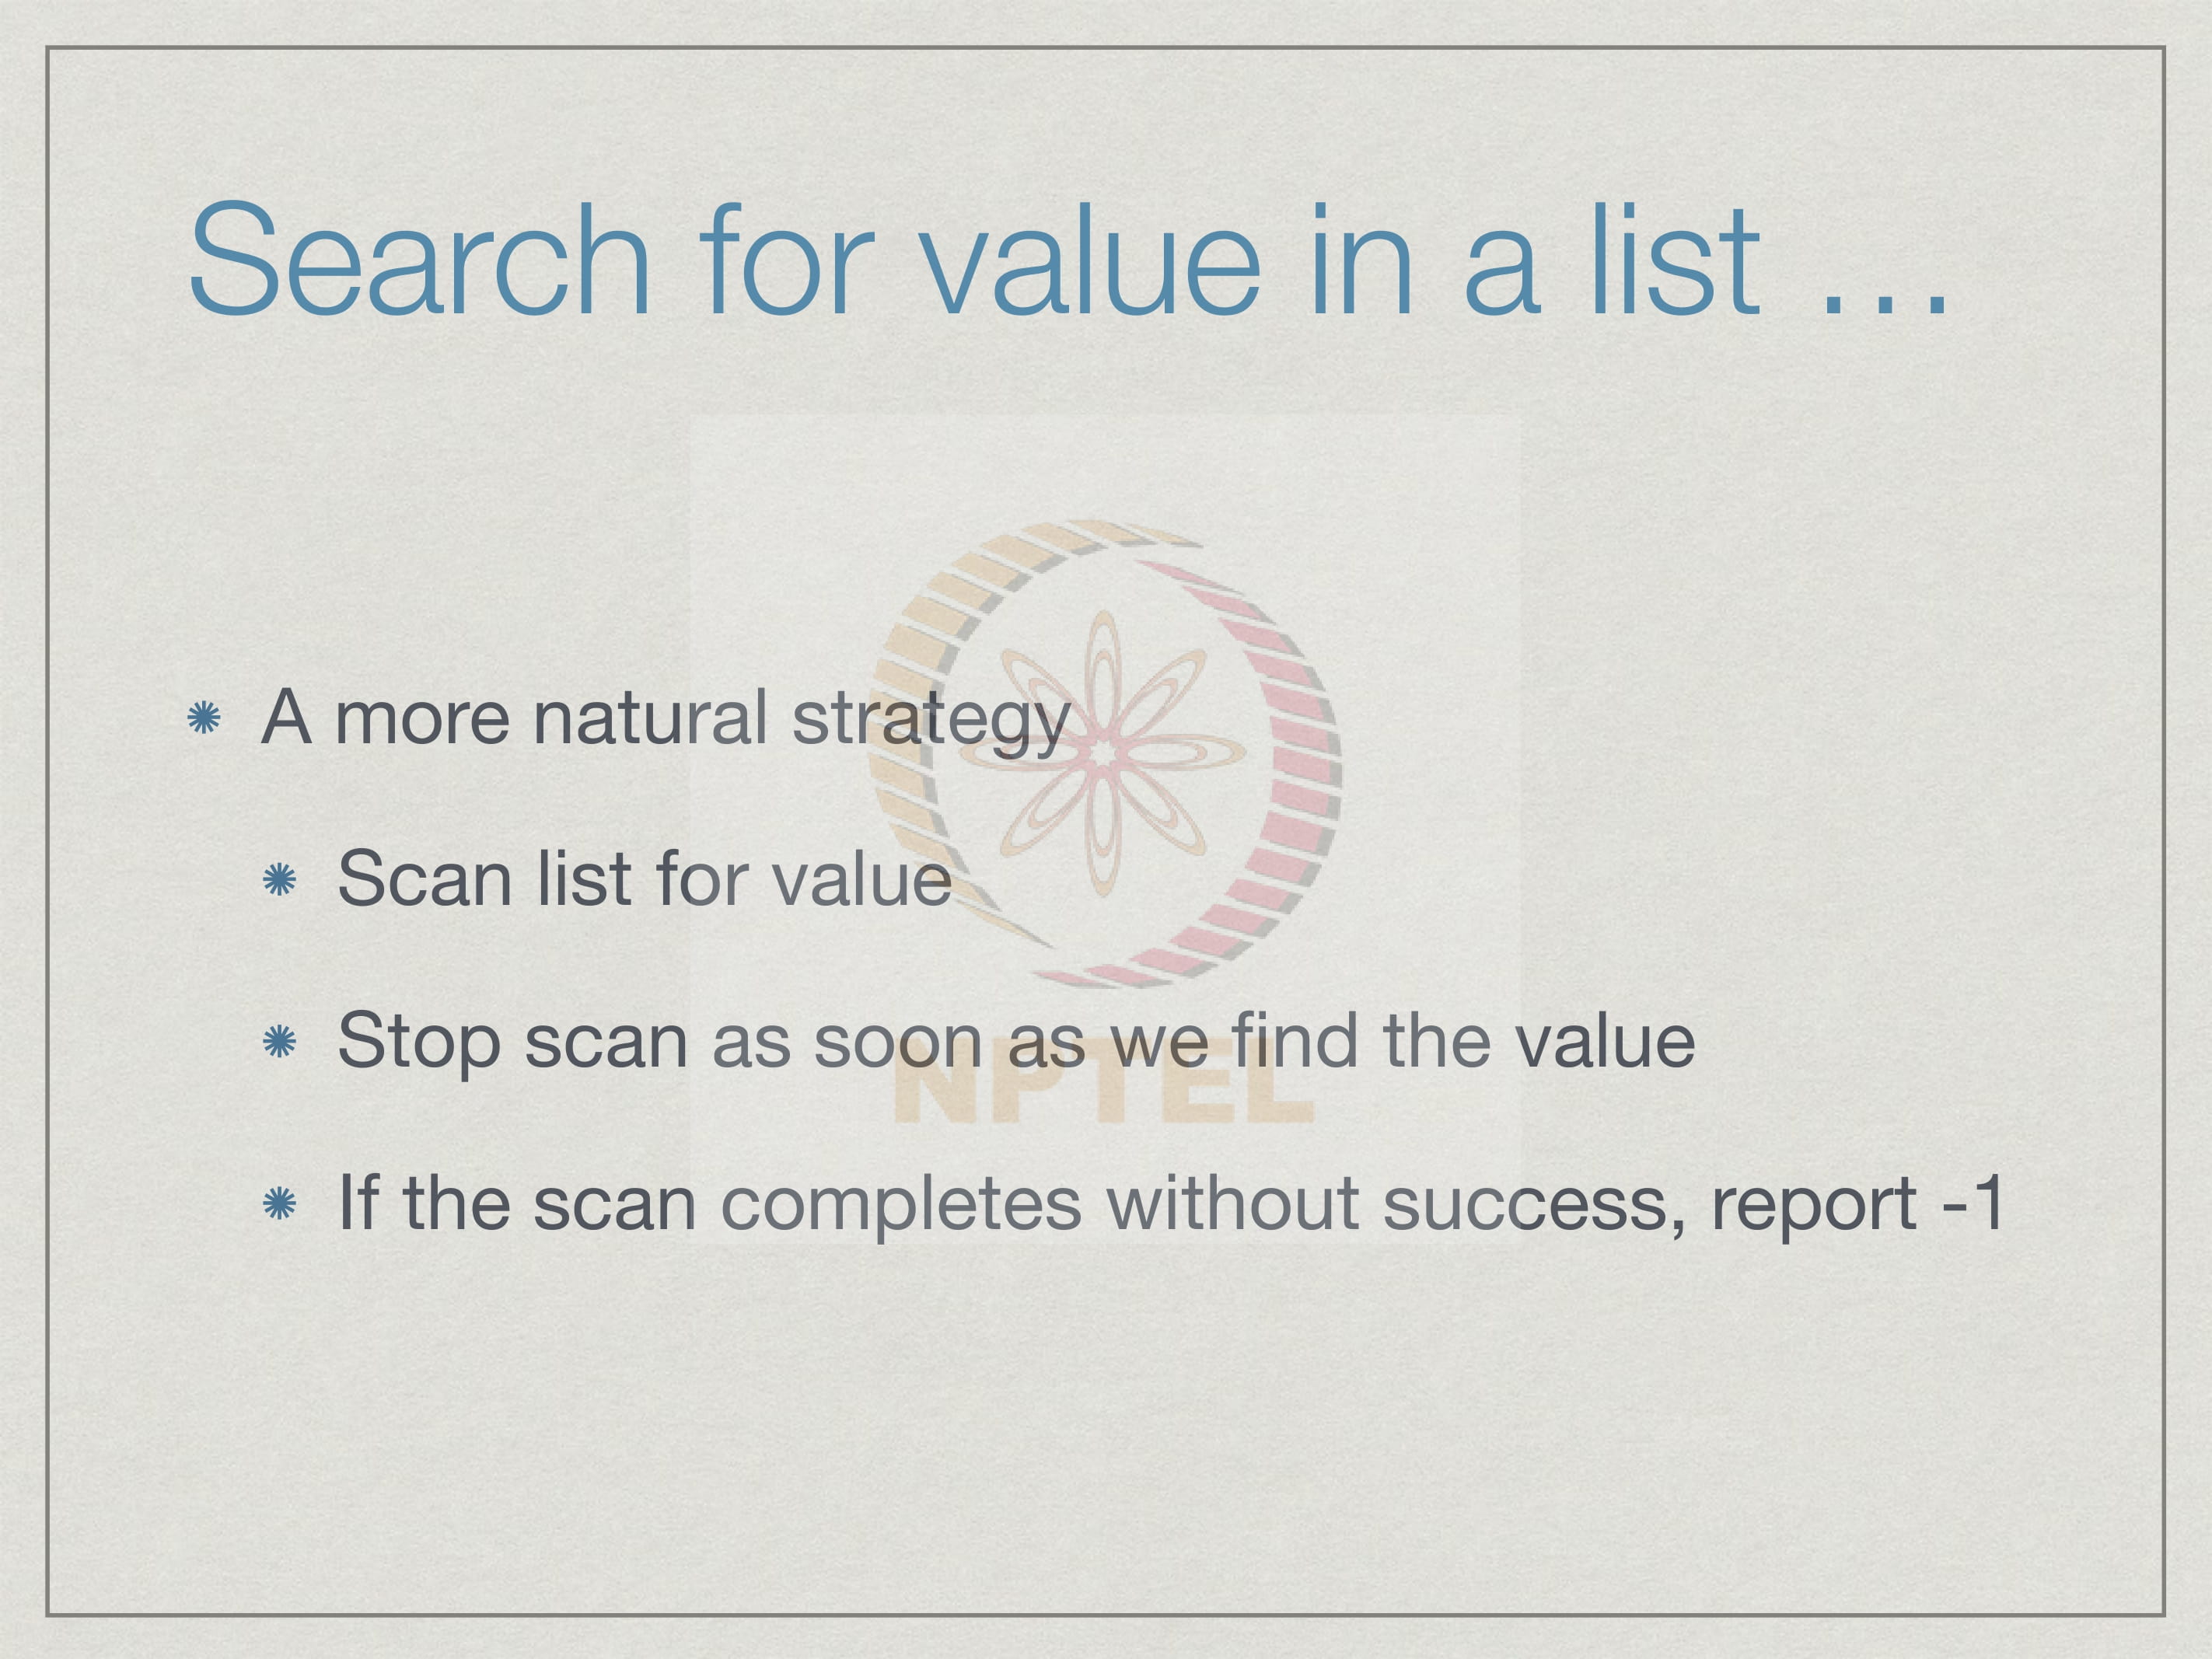 Search for value in a list …
A more natural strategy
Scan list for value
Stop scan as soon as we find the value
NPTEL
If the scan completes without success, report -1